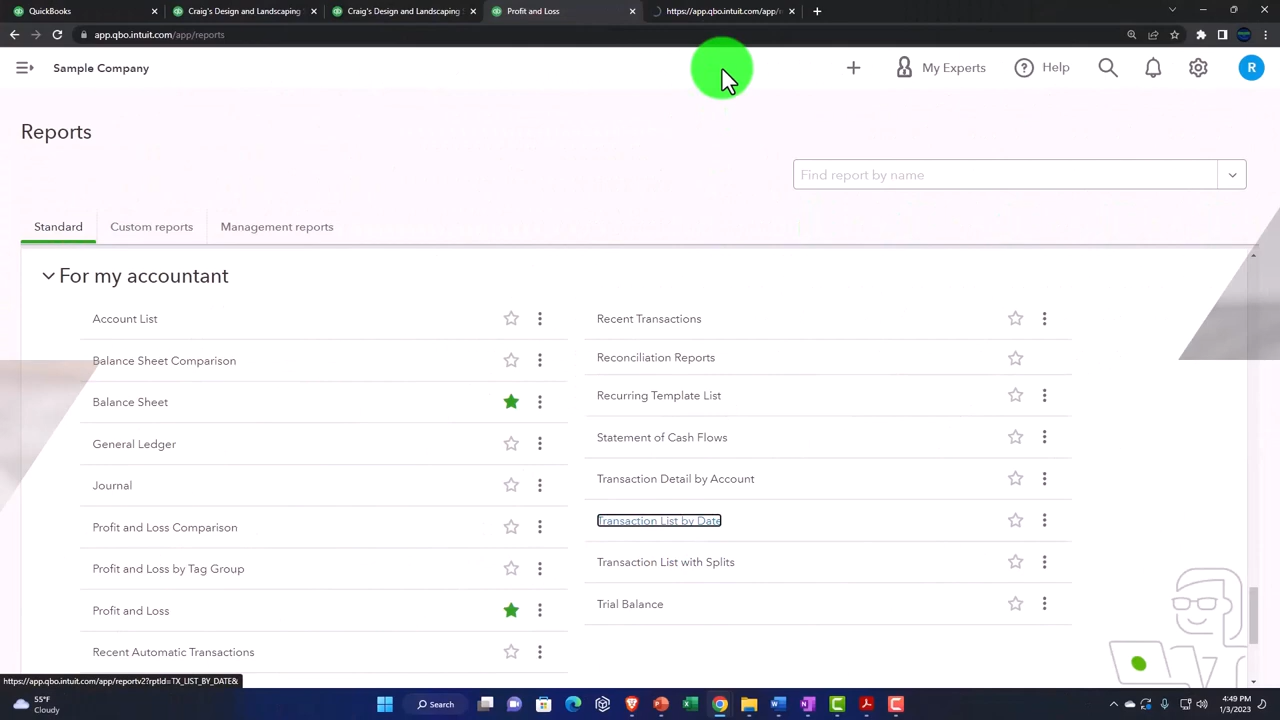 QuickBooks
Craig's Design and Landscaping
Craig's Design and Landscaping
Profit and Loss
https://qbo.intuit.com/app/re
app.qbo.intuit.com/app/reports
Sample Company
My Experts
Help
R
Reports
Find report by name
Standard
Custom reports
Management reports
For my accountant
Account List
Recent Transactions
Balance Sheet Comparison
Reconciliation Reports
Balance Sheet
Recurring Template List
General Ledger
Statement of Cash Flows
Journal
Transaction Detail by Account
Profit and Loss Comparison
Transaction List by Date
Profit and Loss by Tag Group
Transaction List with Splits
Profit and Loss
Trial Balance
Recent Automatic Transactions
https://app.qbo.intuit.com/app/reportv2?rptId=TX_LIST_BY_DATE&
55°F
Cloudy
Search
4:49 PM
1/3/2023